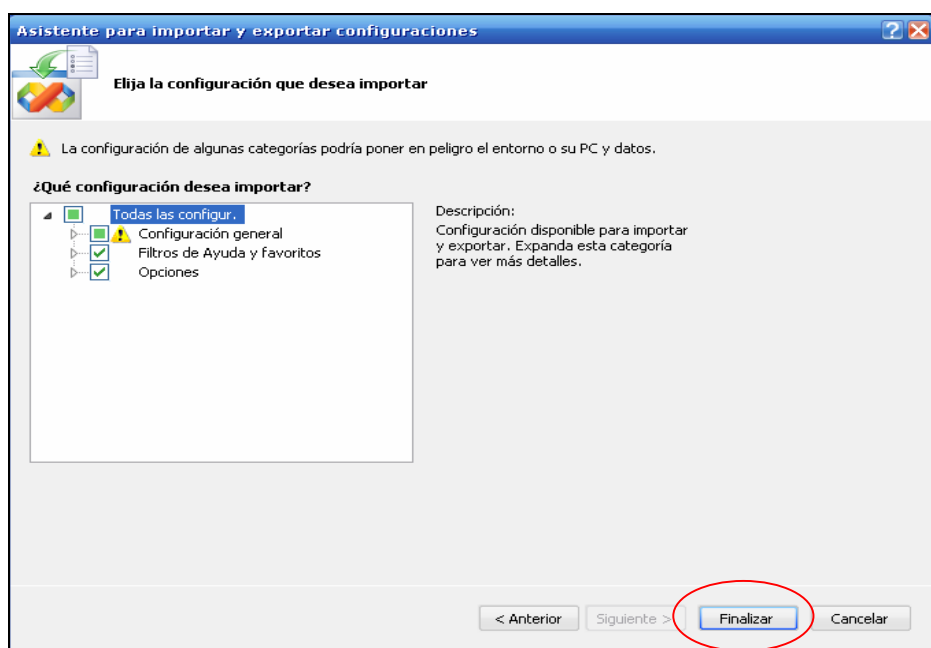 Asistente para importar y exportar configuraciones
Elija la configuración que desea importar
La configuración de algunas categorías podría poner en peligro el entorno o su PC y datos.
¿Qué configuración desea importar?
Todas las configur.
Configuración general
Filtros de Ayuda y favoritos
Opciones
Descripción:
Configuración disponible para importar
y exportar. Expanda esta categoría
para ver más detalles.
< Anterior
Siguiente >
Finalizar
Cancelar